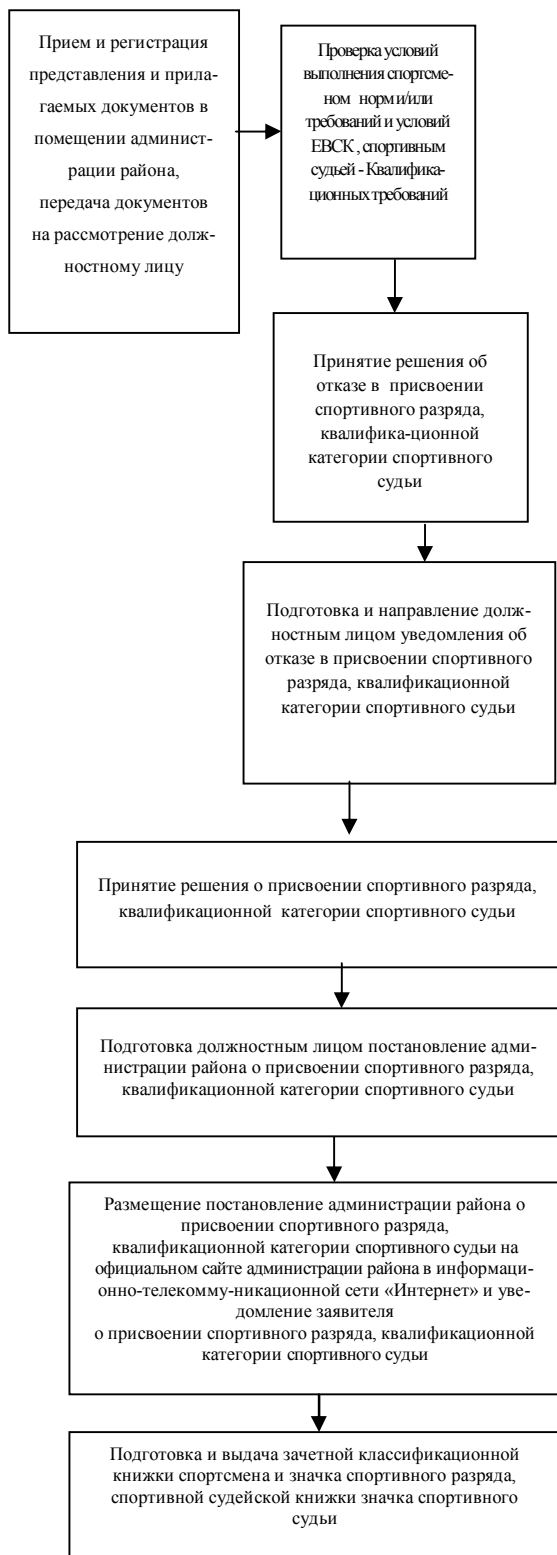 Прием и регистрация
представления и прила-
гаемых документов в
помещении админист-
рации района,
передача документов
на рассмотрение долж-
ностному лицу
Проверка условий
выполнения спортсме-
ном норм и/или
требований и условий
ЕВСК , спортивным
судьей - Квалифика-
ционных требований
Принятие решения об
отказе в присвоении
спортивного разряда,
квалифика-ционной
категории спортивного
судьи
Подготовка и направление долж-
ностным лицом уведомления об
отказе в присвоении спортивного
разряда, квалификационной
категории спортивного судьи
Принятие решения о присвоении спортивного разряда,
квалификационной категории спортивного судьи
Подготовка должностным лицом постановление адми-
нистрации района о присвоении спортивного разряда,
квалификационной категории спортивного судьи
Размещение постановление администрации района о
присвоении спортивного разряда,
квалификационной категории спортивного судьи на
официальном сайте администрации района в информаци-
онно-телекомму-никационной сети «Интернет» и уве-
домление заявителя
о присвоении спортивного разряда, квалификационной
категории спортивного судьи
Подготовка и выдача зачетной классификационной
книжки спортсмена и значка спортивного разряда,
спортивной судейской книжки значка спортивного
судьи